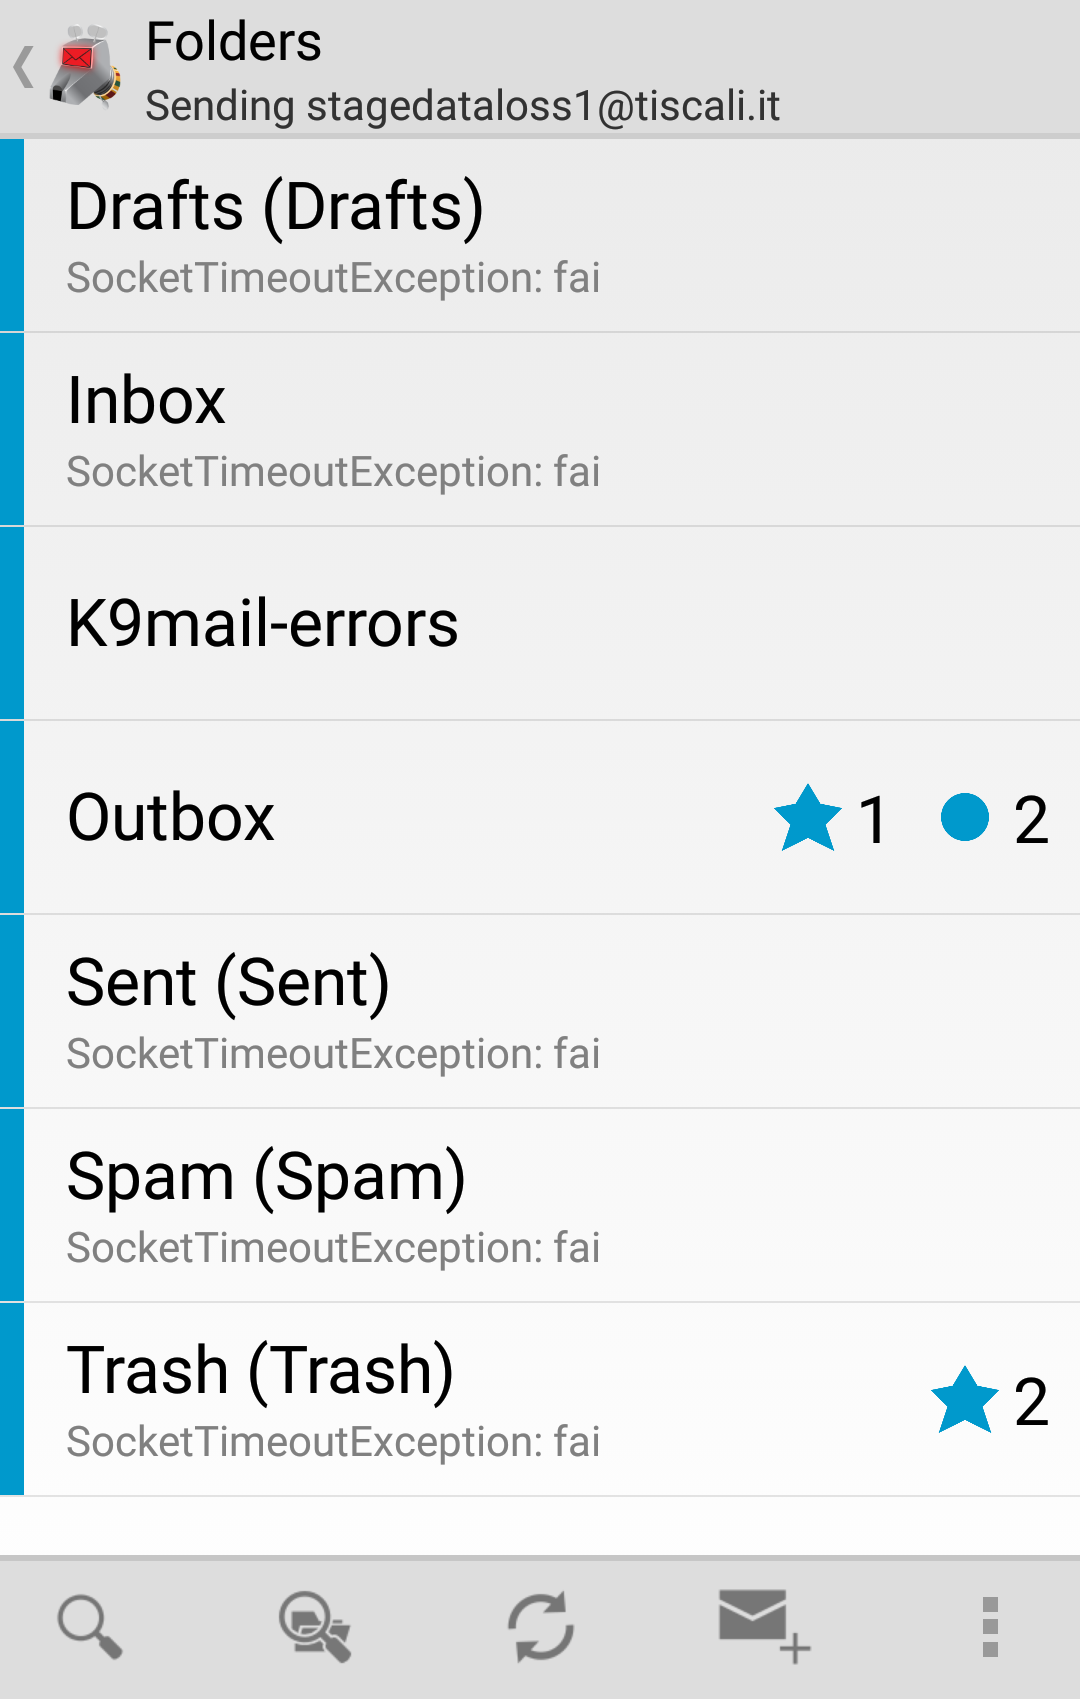 Folders
Sending stagedataloss1@tiscali.it
Drafts (Drafts)
SocketTimeoutException: fai
Inbox
SocketTimeoutException: fai
K9mail-errors
Outbox 1 2
Sent (Sent)
SocketTimeoutException: fai
Spam (Spam)
SocketTimeoutException: fai
Trash (Trash) 2
SocketTimeoutException: fai